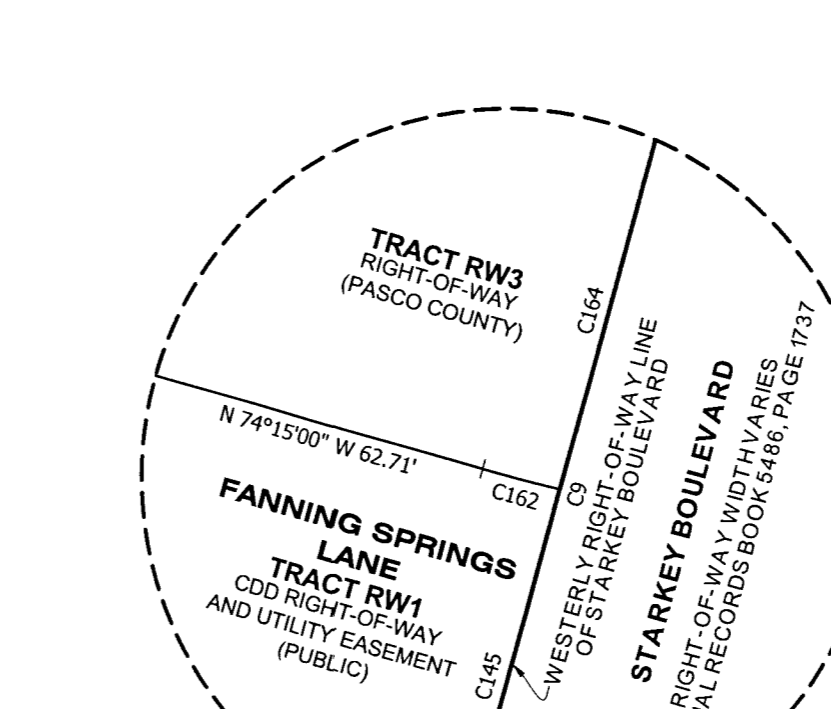 TRACT RW3
RIGHT-OF-WAY
(PASCO COUNTY)
C164
N 74°15'00" W 62.71'
C162
C9
FANNING SPRINGS
LANE
TRACT RW1
CDD RIGHT-OF-WAY
AND UTILITY EASEMENT
(PUBLIC)
C145
WESTERLY RIGHT-OF-WAY LINE
OF STARKEY BOULEVARD
STARKEY BOULEVARD
RIGHT-OF-WAY WIDTH VARIES
AL RECORDS BOOK 5486, PAGE 1737